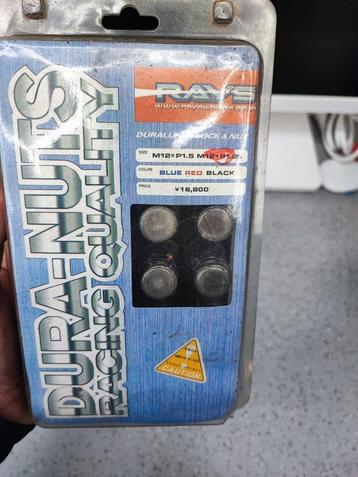 RAYS
DURALUMIN LOCK & NUT
SIZE M12×P1.5 M12×P1.25
COLOR BLUE RED BLACK
PRICE ¥16,800
DURA-NUTS
RACING QUALITY
CAUTION